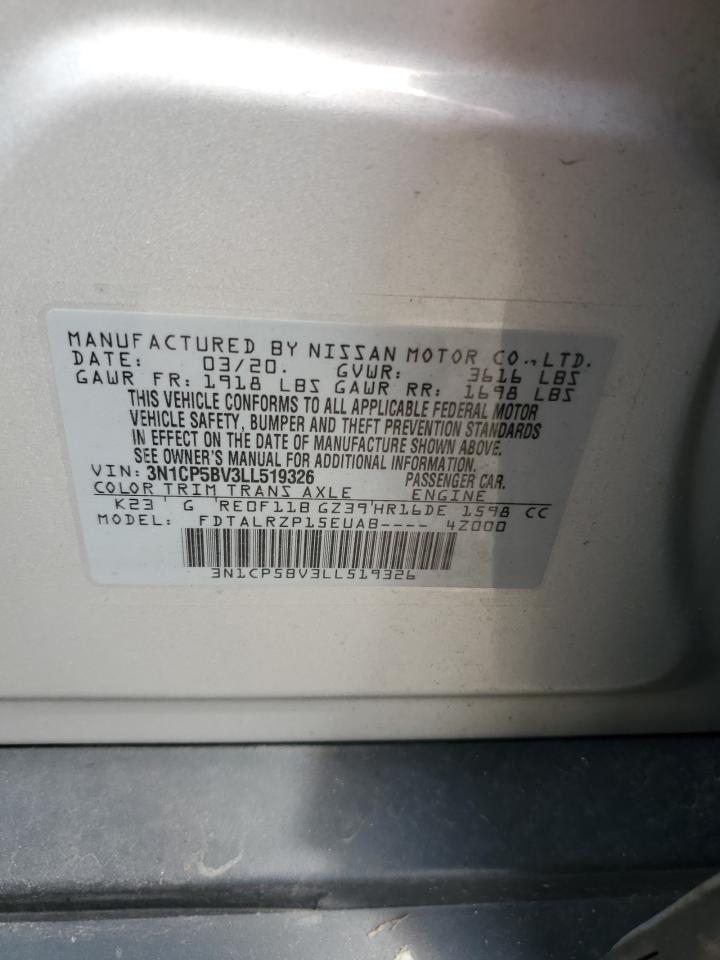 MANUFACTURED BY NISSAN MOTOR CO., LTD.
DATE: 03/20. GVWR: 3616 LBS
GAWR FR: 1918 LBS GAWR RR: 1698 LBS
THIS VEHICLE CONFORMS TO ALL APPLICABLE FEDERAL MOTOR
VEHICLE SAFETY, BUMPER AND THEFT PREVENTION STANDARDS
IN EFFECT ON THE DATE OF MANUFACTURE SHOWN ABOVE.
SEE OWNER'S MANUAL FOR ADDITIONAL INFORMATION.
VIN: 3N1CP5BV3LL519326 PASSENGER CAR.
COLOR TRIM TRANS AXLE ENGINE
K23 ' G 'RE0F11B GZ39'HR16DE 1598 CC
MODEL: FDTALRZP15EUAB---- 4Z000
3N1CP5BV3LL519326